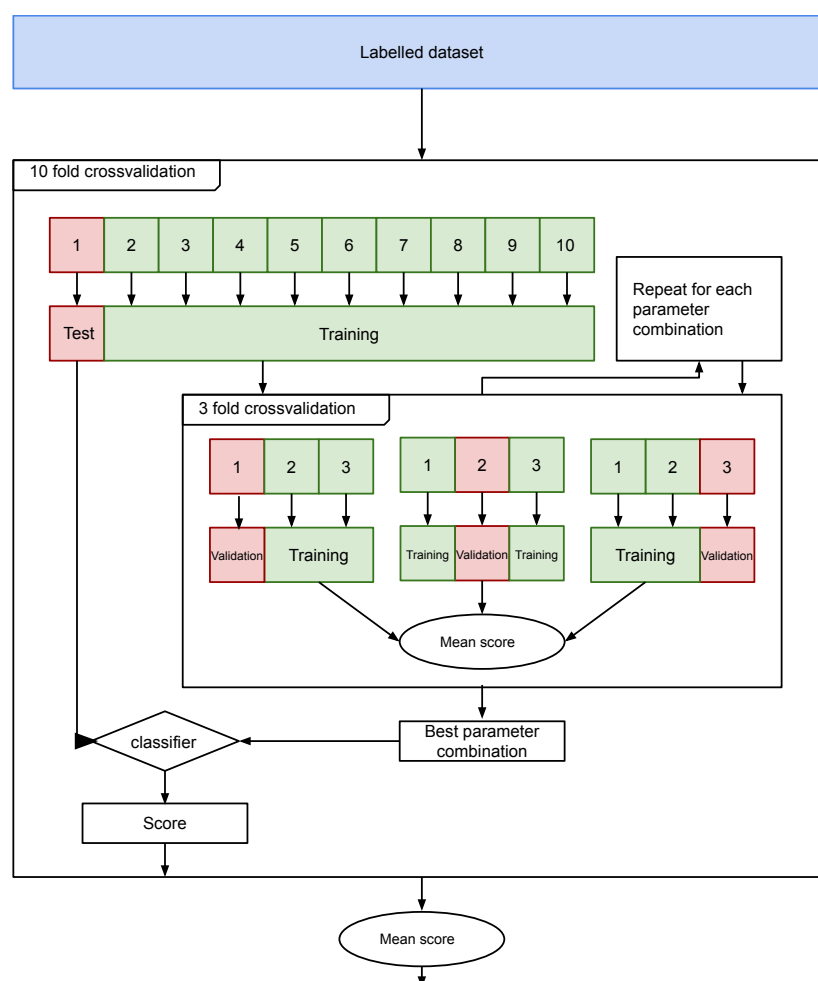 Labelled dataset
10 fold crossvalidation
1 2 3 4 5 6 7 8 9 10
Test Training
Repeat for each
parameter
combination
3 fold crossvalidation
1 2 3 1 2 3 1 2 3
Validation Training Training Validation Training Training Validation
Mean score
Best parameter
combination
classifier
Score
Mean score